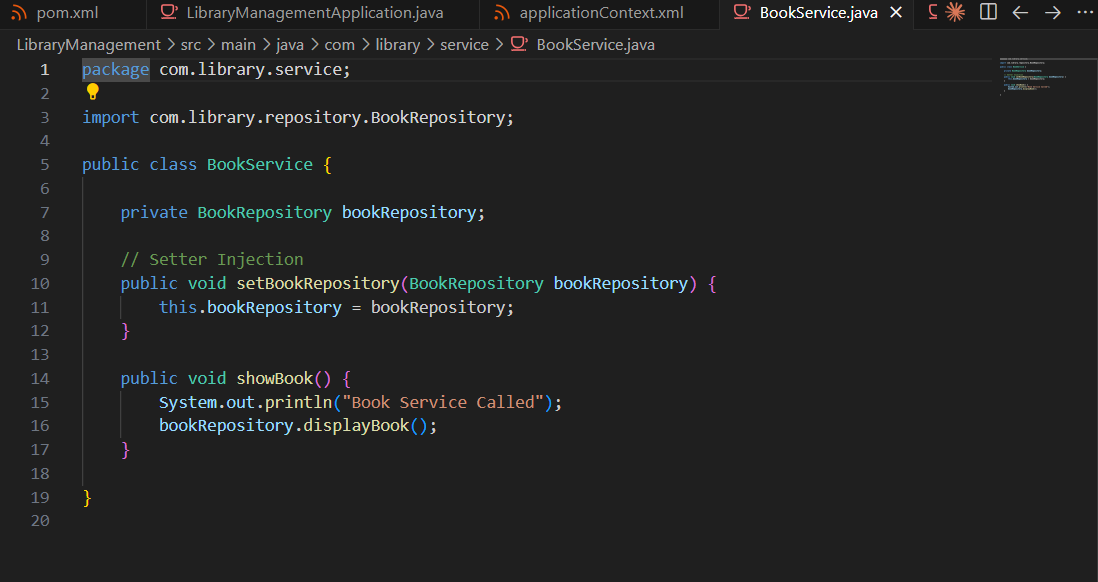 pom.xml LibraryManagementApplication.java applicationContext.xml BookService.java
LibraryManagement > src > main > java > com > library > service > BookService.java
1 package com.library.service;
2
3 import com.library.repository.BookRepository;
4
5 public class BookService {
6
7     private BookRepository bookRepository;
8
9     // Setter Injection
10     public void setBookRepository(BookRepository bookRepository) {
11         this.bookRepository = bookRepository;
12     }
13
14     public void showBook() {
15         System.out.println("Book Service Called");
16         bookRepository.displayBook();
17     }
18
19 }
20